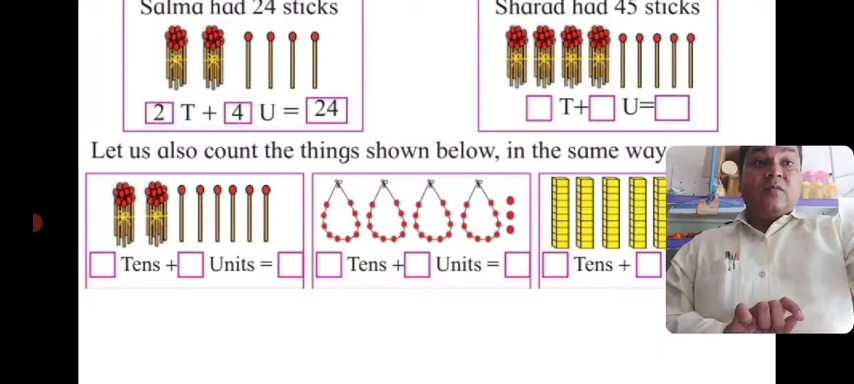 Salma had 24 sticks
Sharad had 45 sticks
2 T + 4 U = 24
T+ U=
Let us also count the things shown below, in the same way
Tens + Units =
Tens + Units =
Tens +